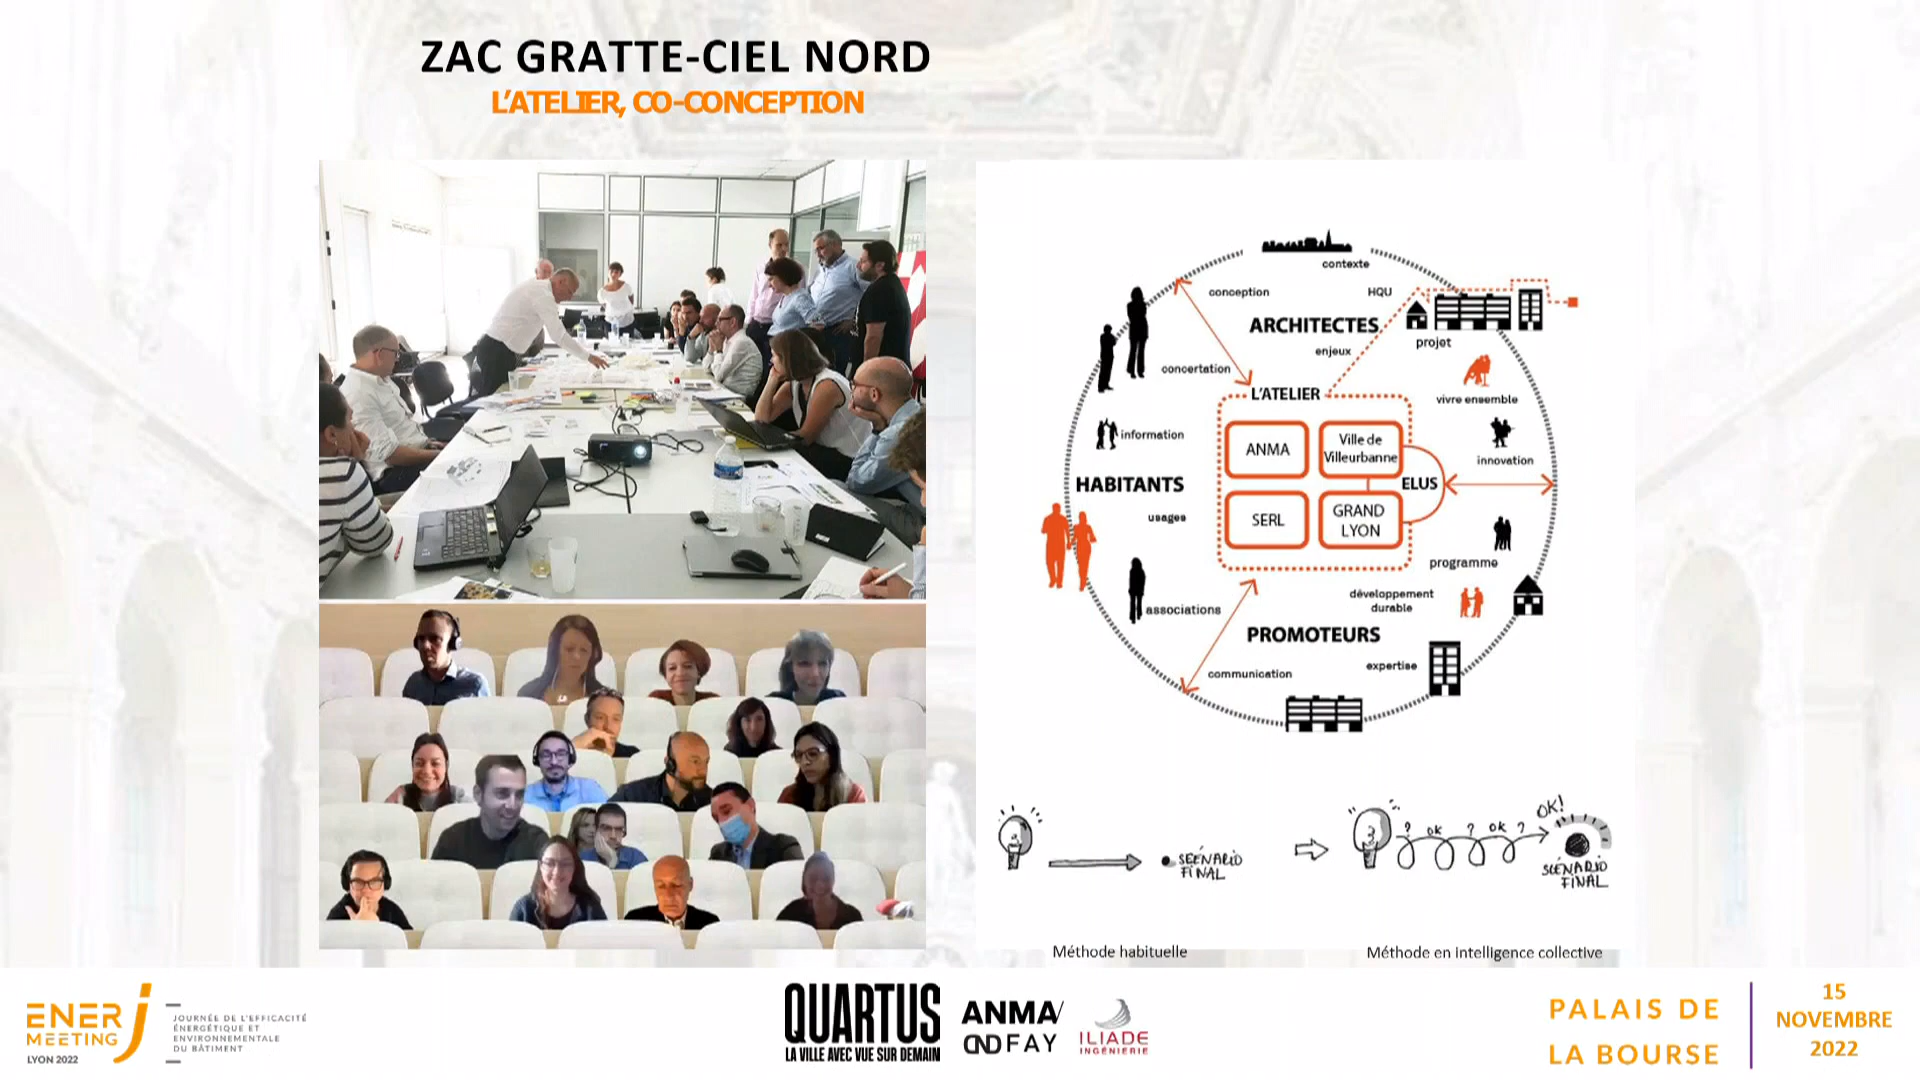 ZAC GRATTE-CIEL NORD
L'ATELIER, CO-CONCEPTION
contexte
conception
HQU
ARCHITECTES
projet
enjeux
concertation
L'ATELIER
vivre ensemble
information
ANMA
Ville de
Villeurbanne
innovation
HABITANTS
ELUS
usages
SERL
GRAND
LYON
programme
développement
durable
associations
PROMOTEURS
expertise
communication
SCÉNARIO
FINAL
? OK ? OK ?
OK!
SCÉNARIO
FINAL
Méthode habituelle
Méthode en intelligence collective
ENERJ
MEETING
LYON 2022
JOURNÉE DE L'EFFICACITÉ
ÉNERGÉTIQUE ET
ENVIRONNEMENTALE
DU BÂTIMENT
QUARTUS
LA VILLE AVEC VUE SUR DEMAIN
ANMA/
FAY
ILIADE
INGÉNIERIE
PALAIS DE
LA BOURSE
15
NOVEMBRE
2022